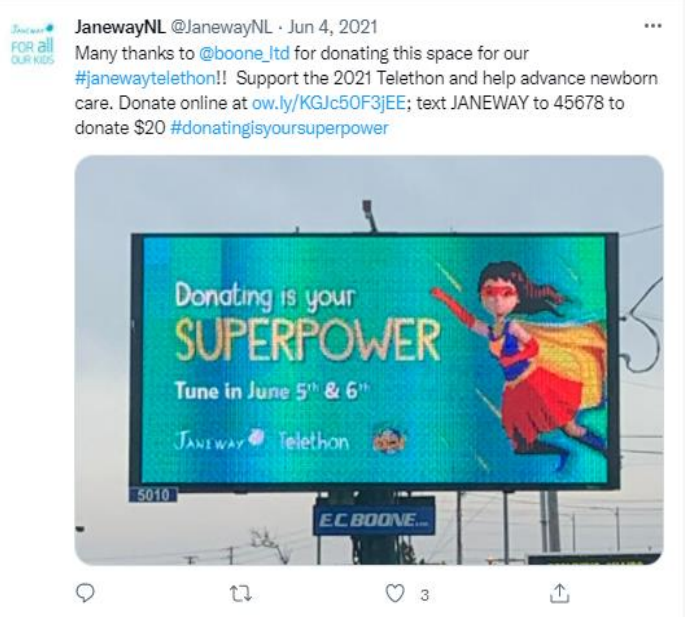 JanewayNL @JanewayNL · Jun 4, 2021
Janeway
FOR all
OUR KIDS
Many thanks to @boone_ltd for donating this space for our
#janewaytelethon!! Support the 2021 Telethon and help advance newborn
care. Donate online at ow.ly/KGJc50F3jEE; text JANEWAY to 45678 to
donate $20 #donatingisyoursuperpower
Donating is your
SUPERPOWER
Tune in June 5th & 6th
JANEWAY Telethon
5010
E.C BOONE...
3